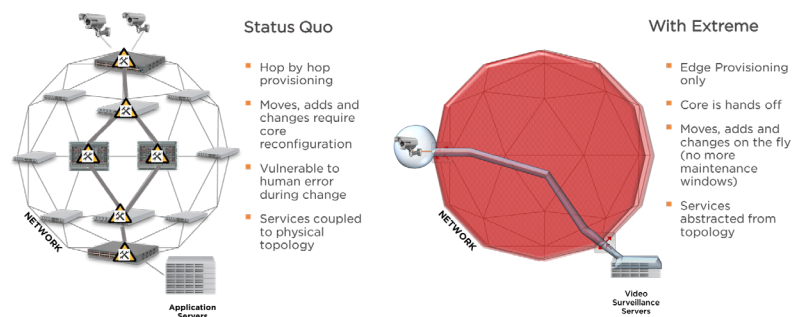 Status Quo
Hop by hop
provisioning
Moves, adds and
changes require
core
reconfiguration
Vulnerable to
human error
during change
Services coupled
to physical
topology
NETWORK
Application
Servers
With Extreme
Edge Provisioning
only
Core is hands off
Moves, adds and
changes on the fly
(no more
maintenance
windows)
Services
abstracted from
topology
NETWORK
Video
Surveillance
Servers